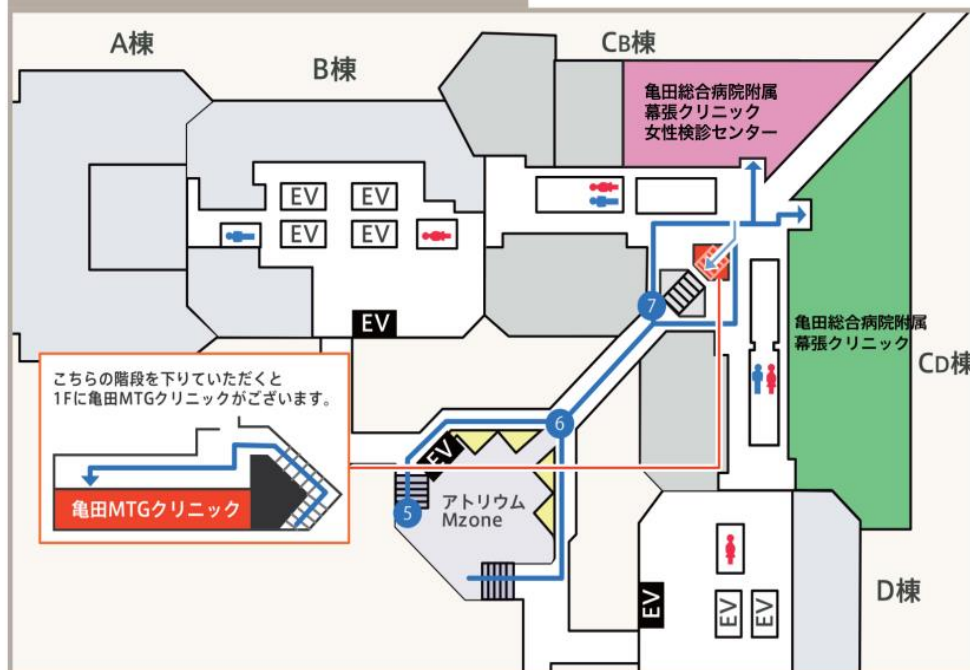 A棟
B棟
CB棟
亀田総合病院附属
幕張クリニック
女性検診センター
EV
EV
EV
EV
EV
7
亀田総合病院附属
幕張クリニック
CD棟
こちらの階段を下りていただくと
1Fに亀田MTGクリニックがございます。
亀田MTGクリニック
6
EV
5
アトリウム
Mzone
EV
EV
EV
D棟